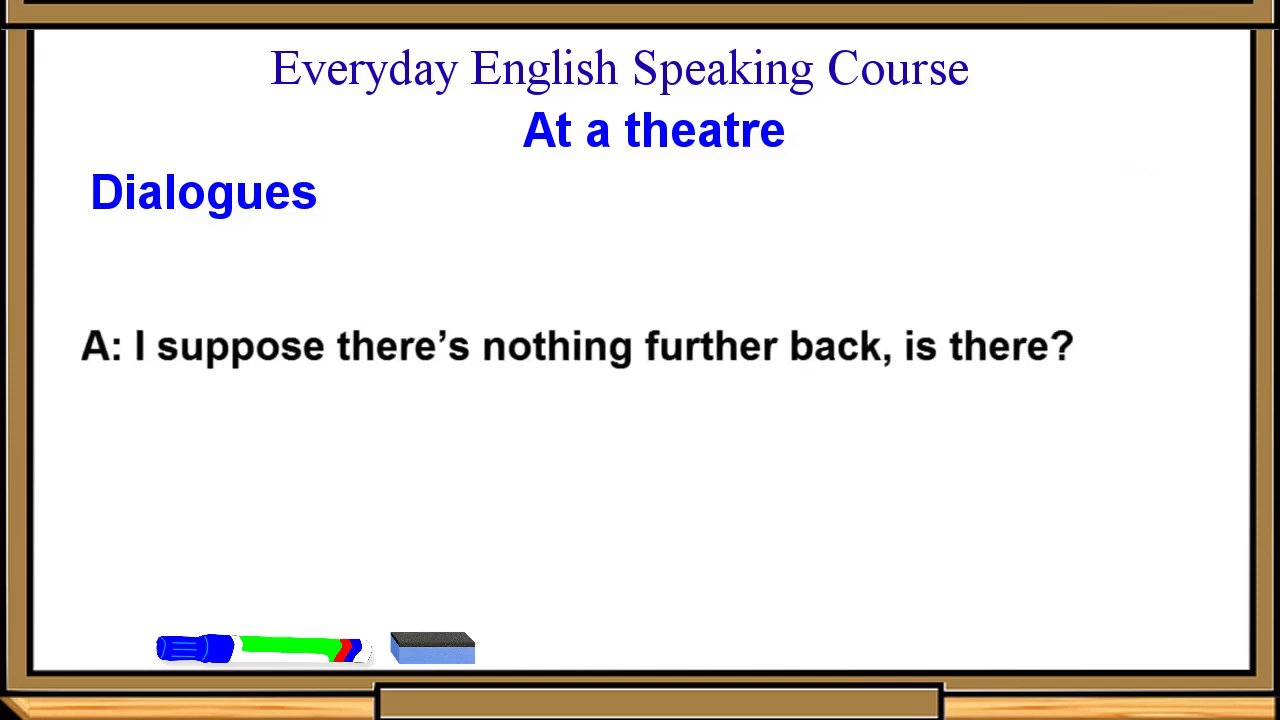 Everyday English Speaking Course
At a theatre
Dialogues
A: I suppose there’s nothing further back, is there?